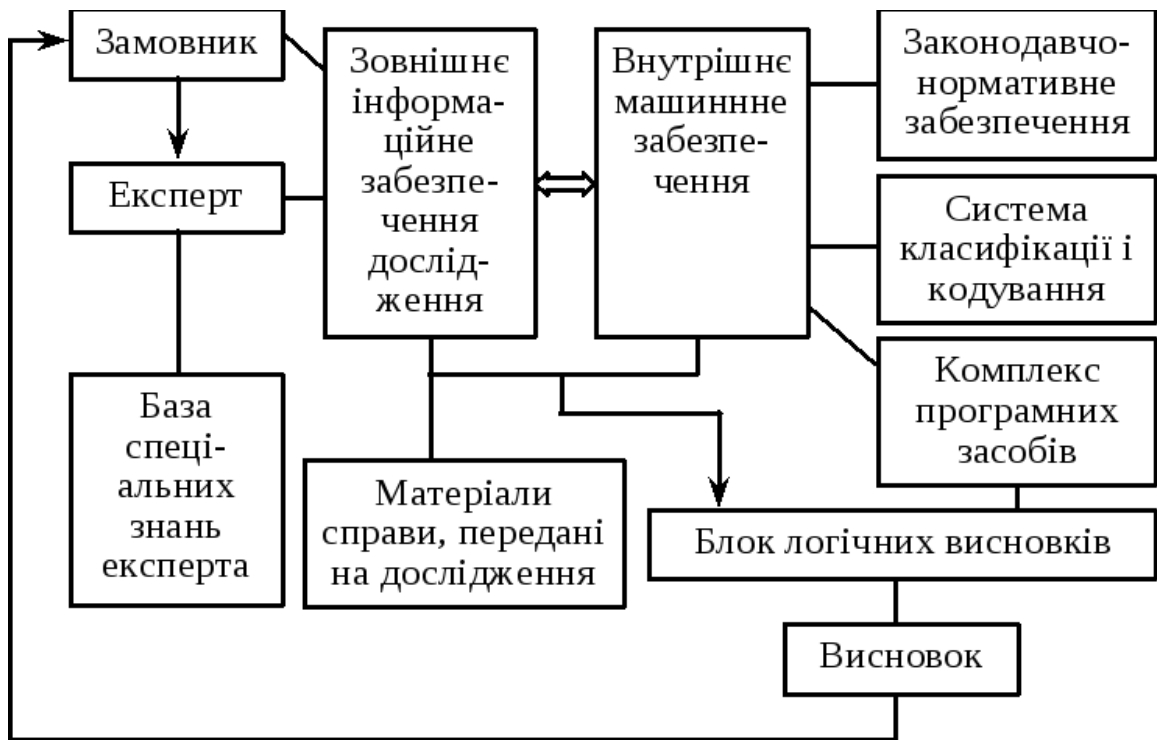 Замовник
Експерт
База
спеці-
альних
знань
експерта
Зовнішнє
інформа-
ційне
забезпе-
чення
дослід-
ження
Матеріали
справи, передані
на дослідження
Внутрішнє
машиннне
забезпе-
чення
Законодавчо-
нормативне
забезпечення
Система
класифікації і
кодування
Комплекс
програмних
засобів
Блок логічних висновків
Висновок